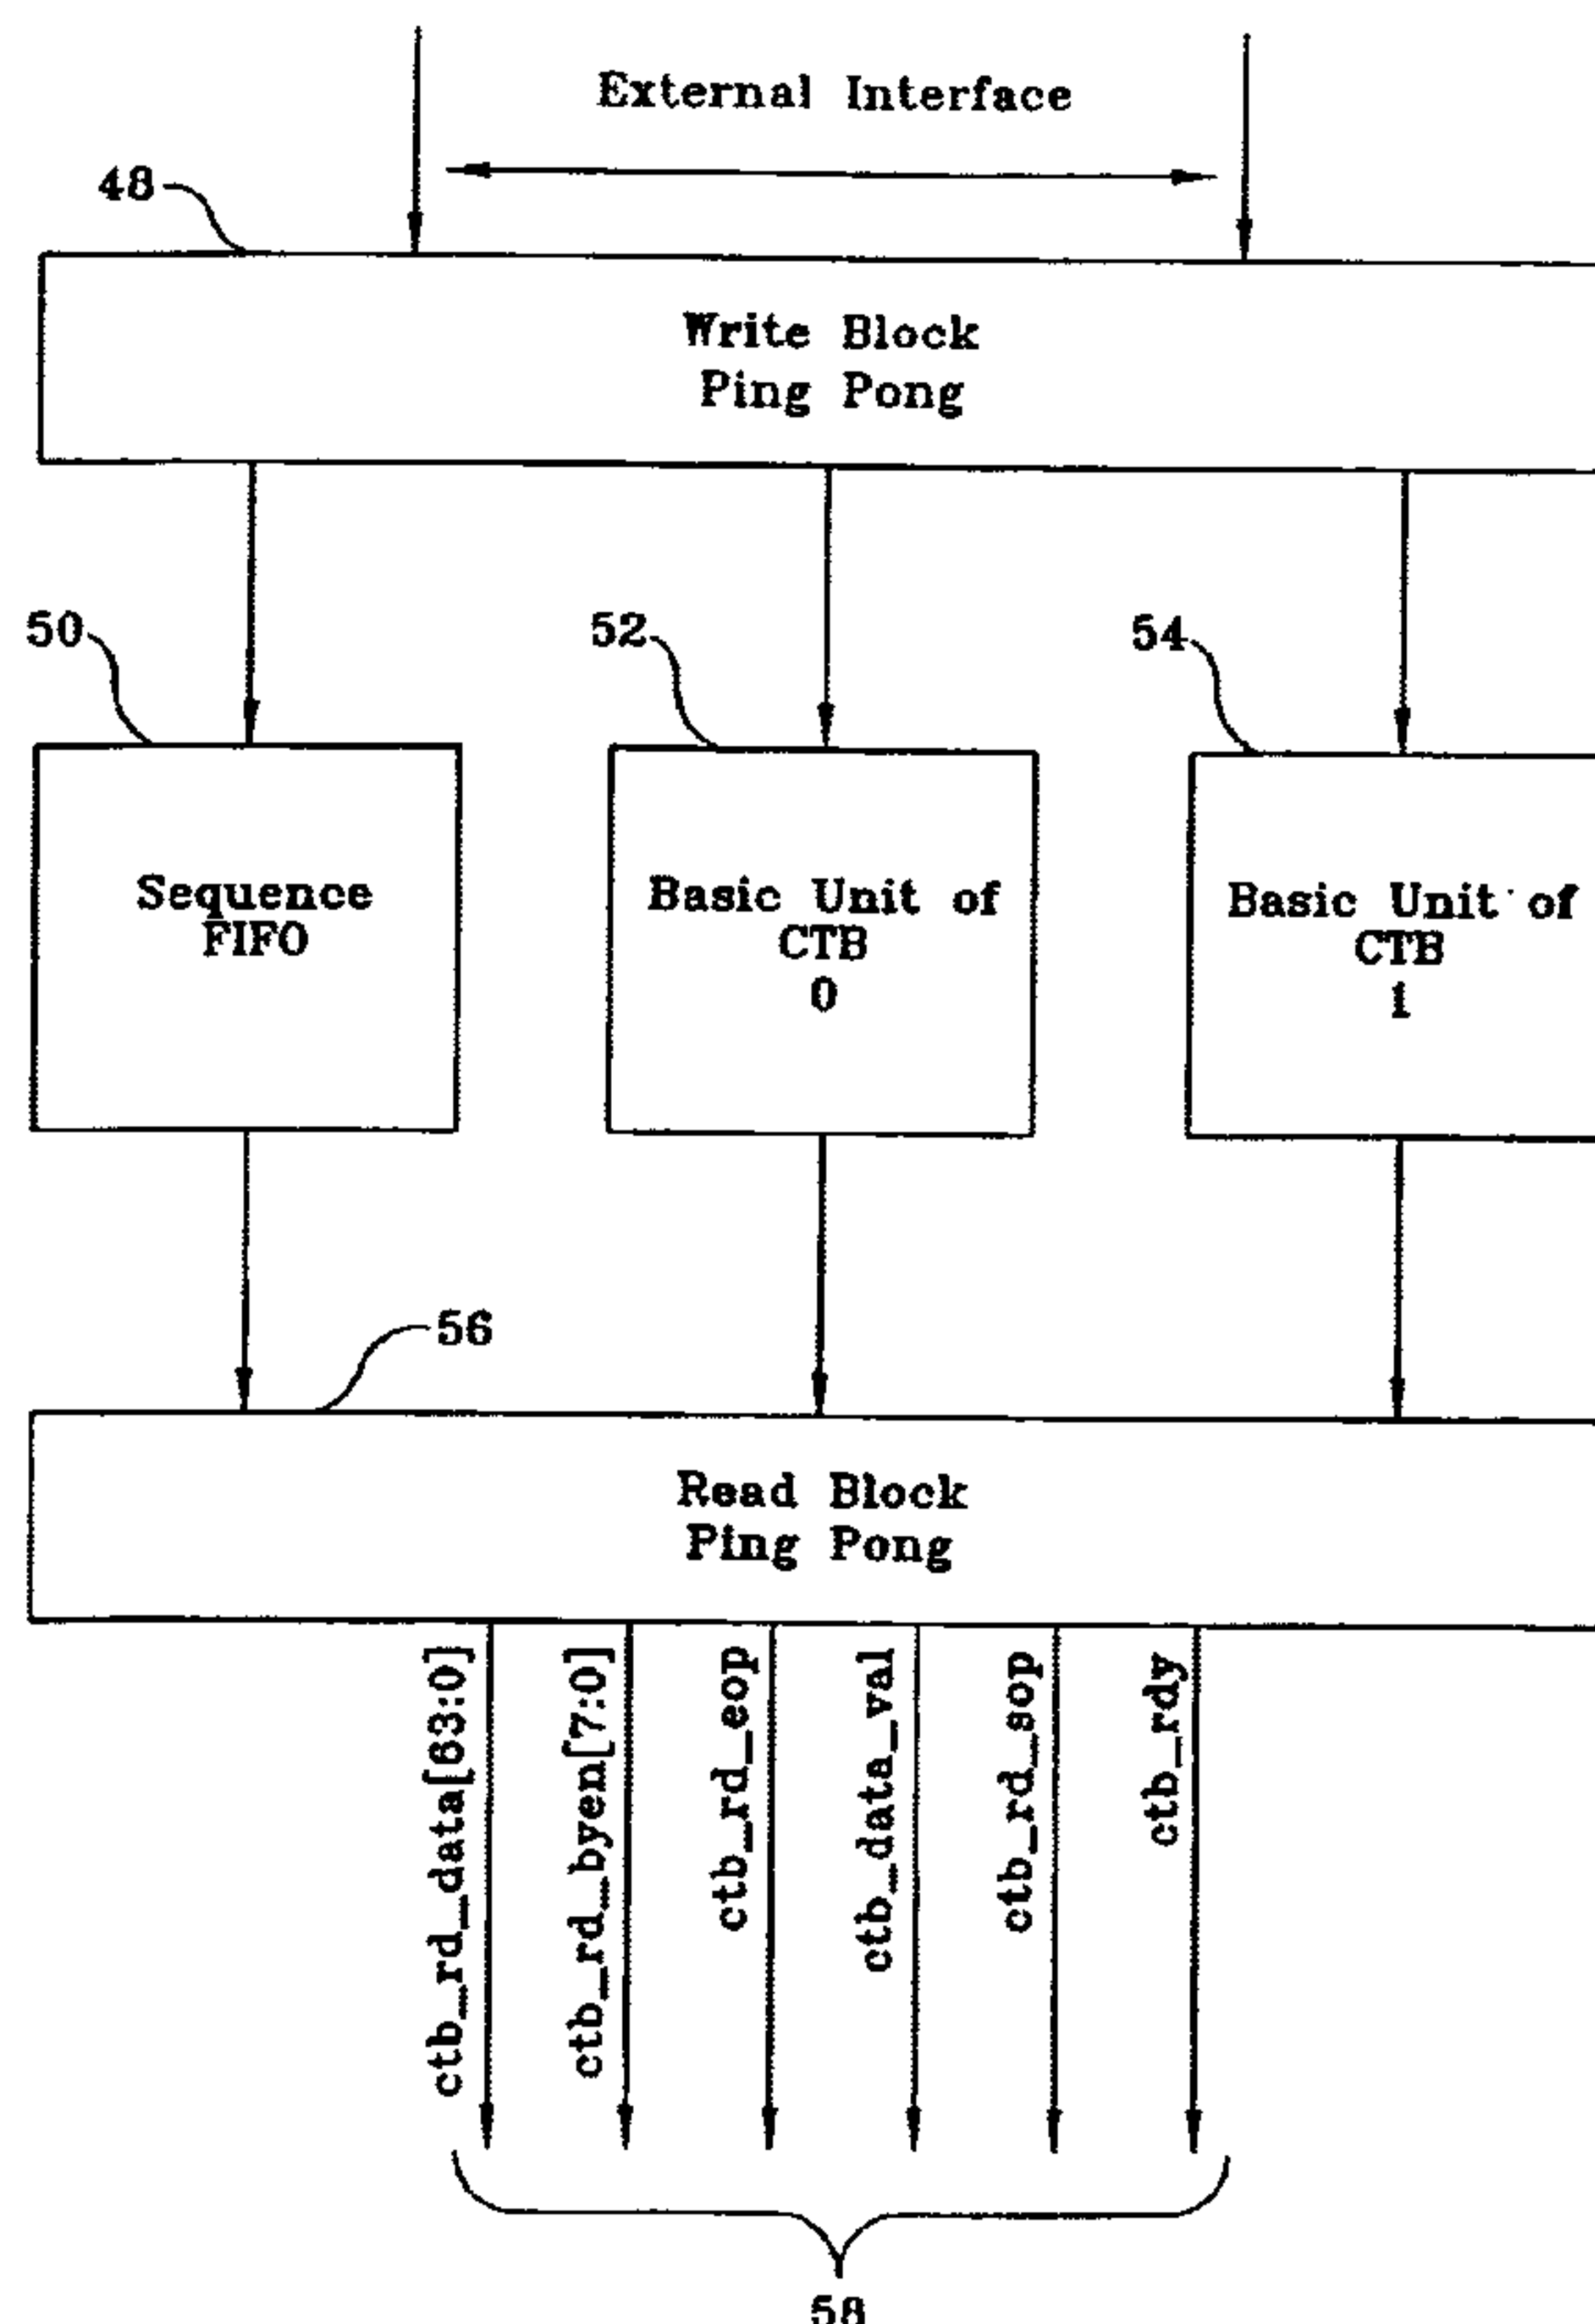 External Interface
48
Write Block
Ping Pong
50
52
54
Sequence
FIFO
Basic Unit of
CTB
0
Basic Unit of
CTB
1
56
Read Block
Ping Pong
ctb_rd_data[63:0]
ctb_rd_byen[7:0]
ctb_rd_eop
ctb_data_val
ctb_rd_sop
ctb_rdy
58